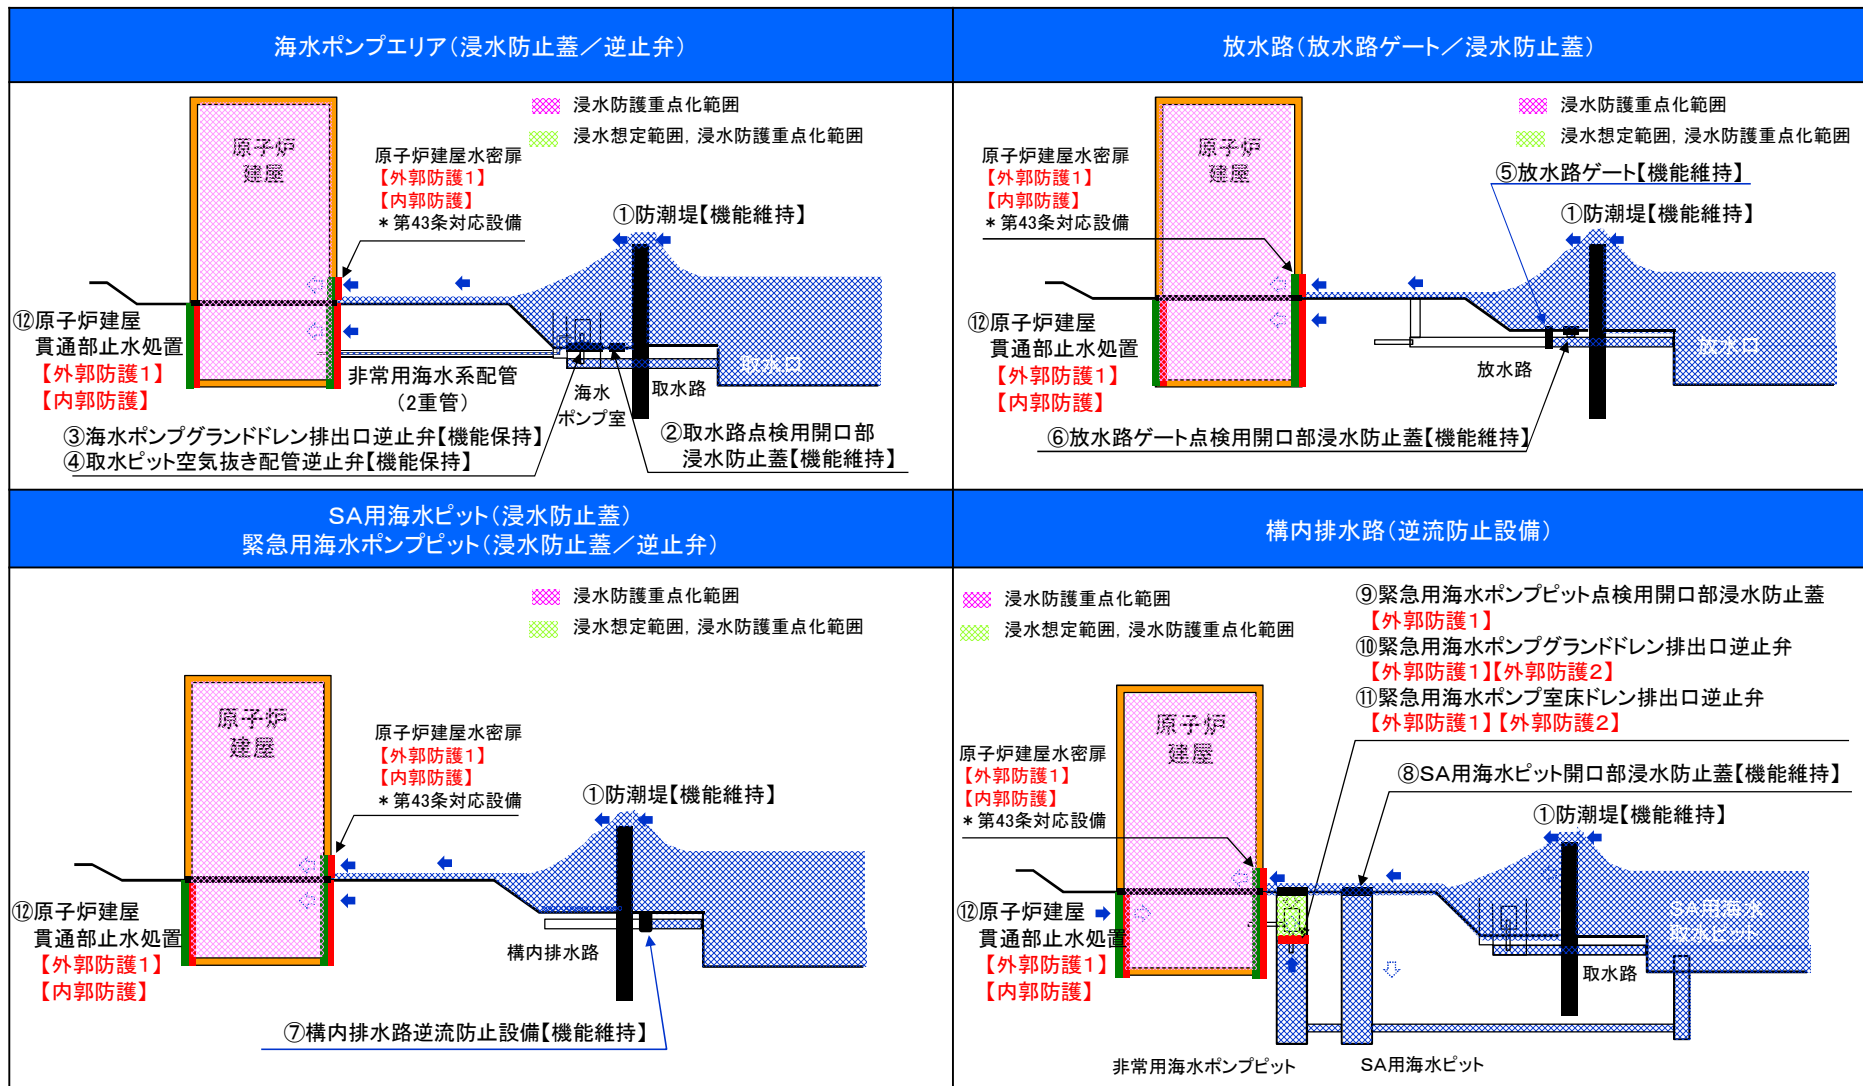 海水ポンプエリア(浸水防止蓋／逆止弁)
浸水防護重点化範囲
浸水想定範囲，浸水防護重点化範囲
原子炉
建屋
原子炉建屋水密扉
【外郭防護1】
【内郭防護】
＊第43条対応設備
①防潮堤【機能維持】
⑫原子炉建屋
貫通部止水処置
【外郭防護1】
【内郭防護】
非常用海水系配管
(2重管)
海水
ポンプ室
取水路
取水口
③海水ポンプグランドドレン排出口逆止弁【機能保持】
④取水ピット空気抜き配管逆止弁【機能保持】
②取水路点検用開口部
浸水防止蓋【機能維持】
放水路(放水路ゲート／浸水防止蓋)
浸水防護重点化範囲
浸水想定範囲，浸水防護重点化範囲
原子炉
建屋
原子炉建屋水密扉
【外郭防護1】
【内郭防護】
＊第43条対応設備
⑤放水路ゲート【機能維持】
①防潮堤【機能維持】
⑫原子炉建屋
貫通部止水処置
【外郭防護1】
【内郭防護】
放水路
放水口
⑥放水路ゲート点検用開口部浸水防止蓋【機能維持】
SA用海水ピット(浸水防止蓋)
緊急用海水ポンプピット(浸水防止蓋／逆止弁)
浸水防護重点化範囲
浸水想定範囲，浸水防護重点化範囲
原子炉
建屋
原子炉建屋水密扉
【外郭防護1】
【内郭防護】
＊第43条対応設備
①防潮堤【機能維持】
⑫原子炉建屋
貫通部止水処置
【外郭防護1】
【内郭防護】
構内排水路
⑦構内排水路逆流防止設備【機能維持】
構内排水路(逆流防止設備)
浸水防護重点化範囲
浸水想定範囲，浸水防護重点化範囲
⑨緊急用海水ポンプピット点検用開口部浸水防止蓋
【外郭防護1】
⑩緊急用海水ポンプグランドドレン排出口逆止弁
【外郭防護1】【外郭防護2】
⑪緊急用海水ポンプ室床ドレン排出口逆止弁
【外郭防護1】【外郭防護2】
原子炉
建屋
原子炉建屋水密扉
【外郭防護1】
【内郭防護】
＊第43条対応設備
⑧SA用海水ピット開口部浸水防止蓋【機能維持】
①防潮堤【機能維持】
⑫原子炉建屋
貫通部止水処置
【外郭防護1】
【内郭防護】
SA用海水
取水ピット
取水路
非常用海水ポンプピット
SA用海水ピット